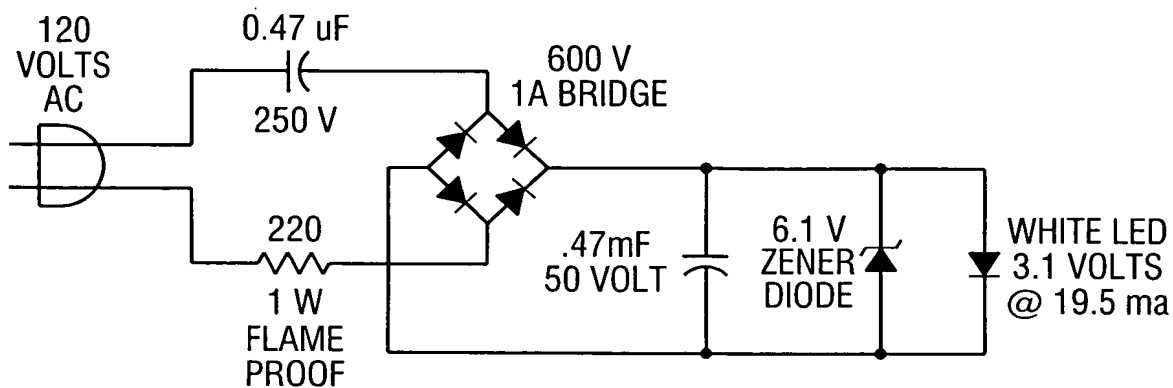 120
VOLTS
AC
0.47 uF
250 V
600 V
1A BRIDGE
220
1 W
FLAME
PROOF
.47mF
50 VOLT
6.1 V
ZENER
DIODE
WHITE LED
3.1 VOLTS
@ 19.5 ma